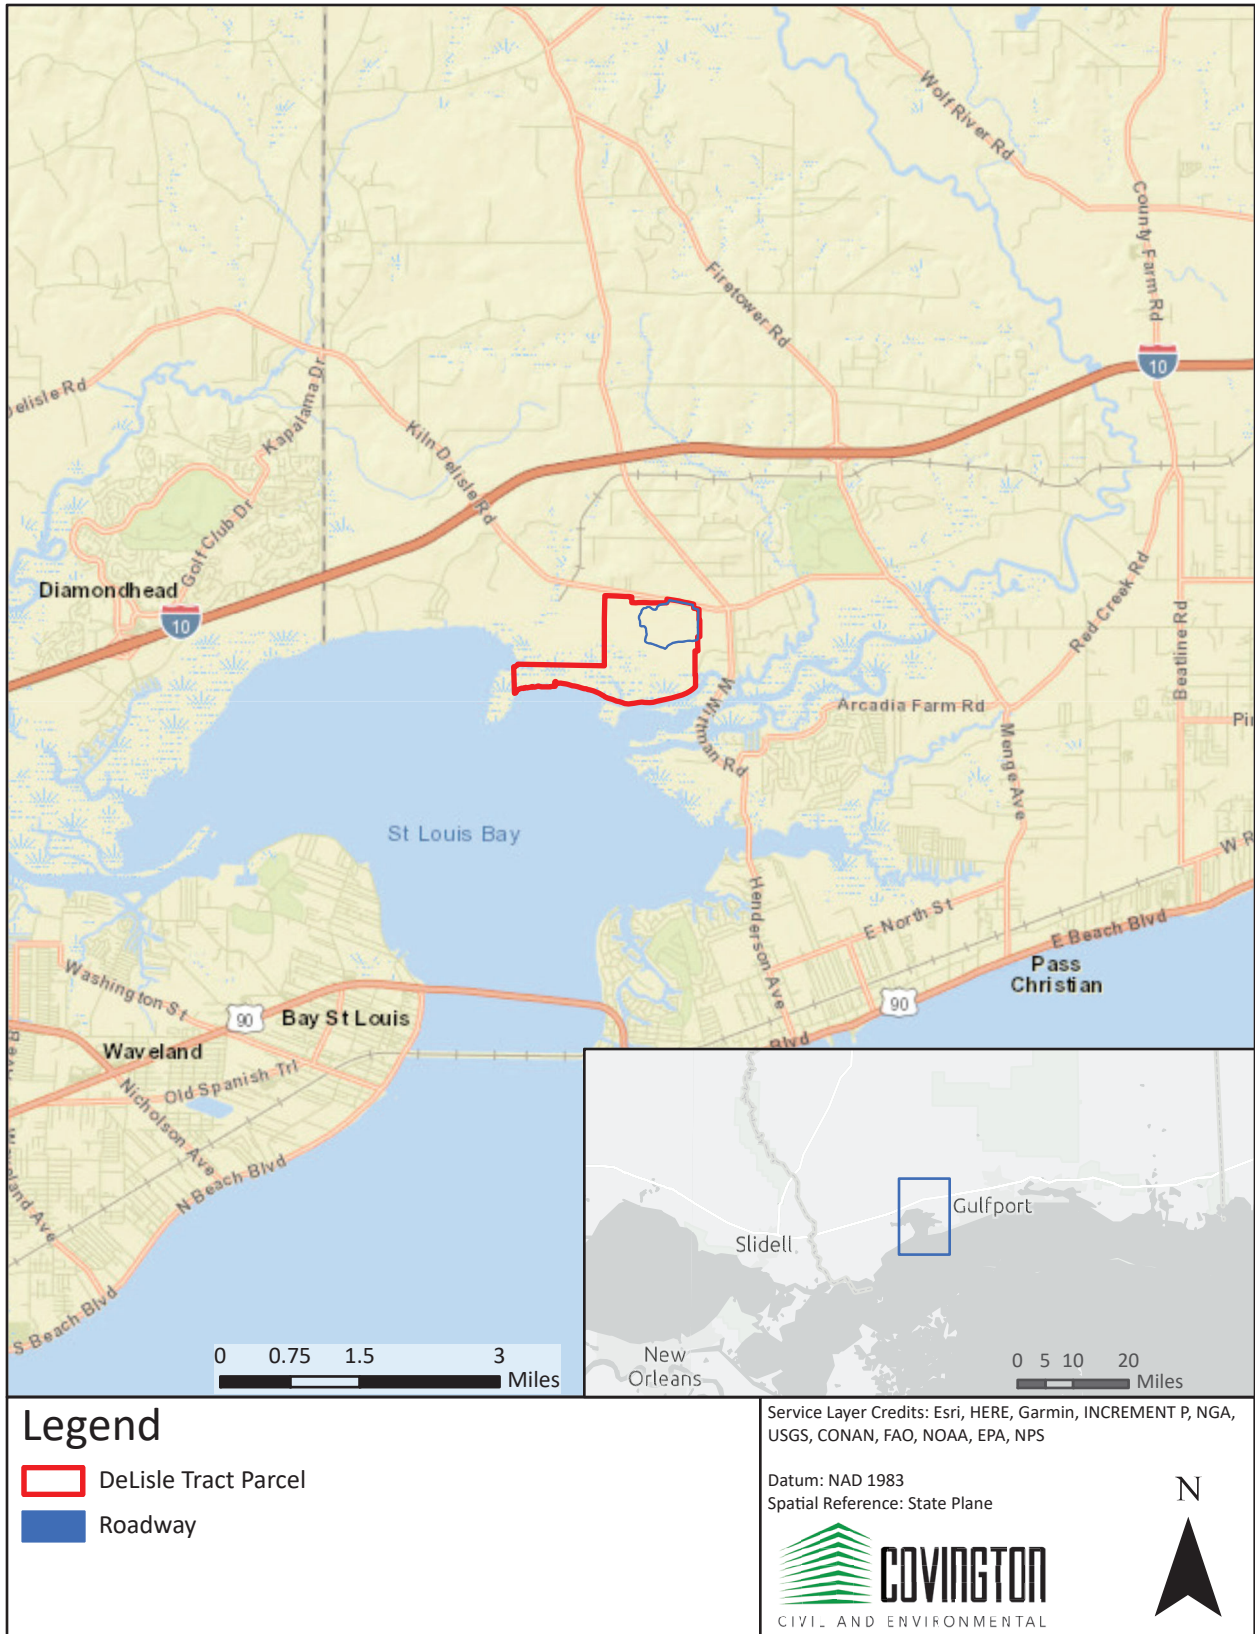 Wolf River Rd
County Farm Rd
Firetower Rd
10
Kapalama Dr
Kiln Delisle Rd
Golf Club Dr
Diamondhead
10
Red Creek Rd
Beatline Rd
W Wittman Rd
Arcadia Farm Rd
Menge Ave
St Louis Bay
Henderson Ave
E North St
E Beach Blvd
Pass
Christian
90
Blvd
Washington St
90
Bay St Louis
Waveland
Old Spanish Trl
Nicholson Ave
N Beach Blvd
S Beach Blvd
0 0.75 1.5 3
Miles
Gulfport
Slidell
New
Orleans
0 5 10 20
Miles
Legend
DeLisle Tract Parcel
Roadway
Service Layer Credits: Esri, HERE, Garmin, INCREMENT P, NGA,
USGS, CONAN, FAO, NOAA, EPA, NPS
Datum: NAD 1983
Spatial Reference: State Plane
N
COVINGTON
CIVIL AND ENVIRONMENTAL